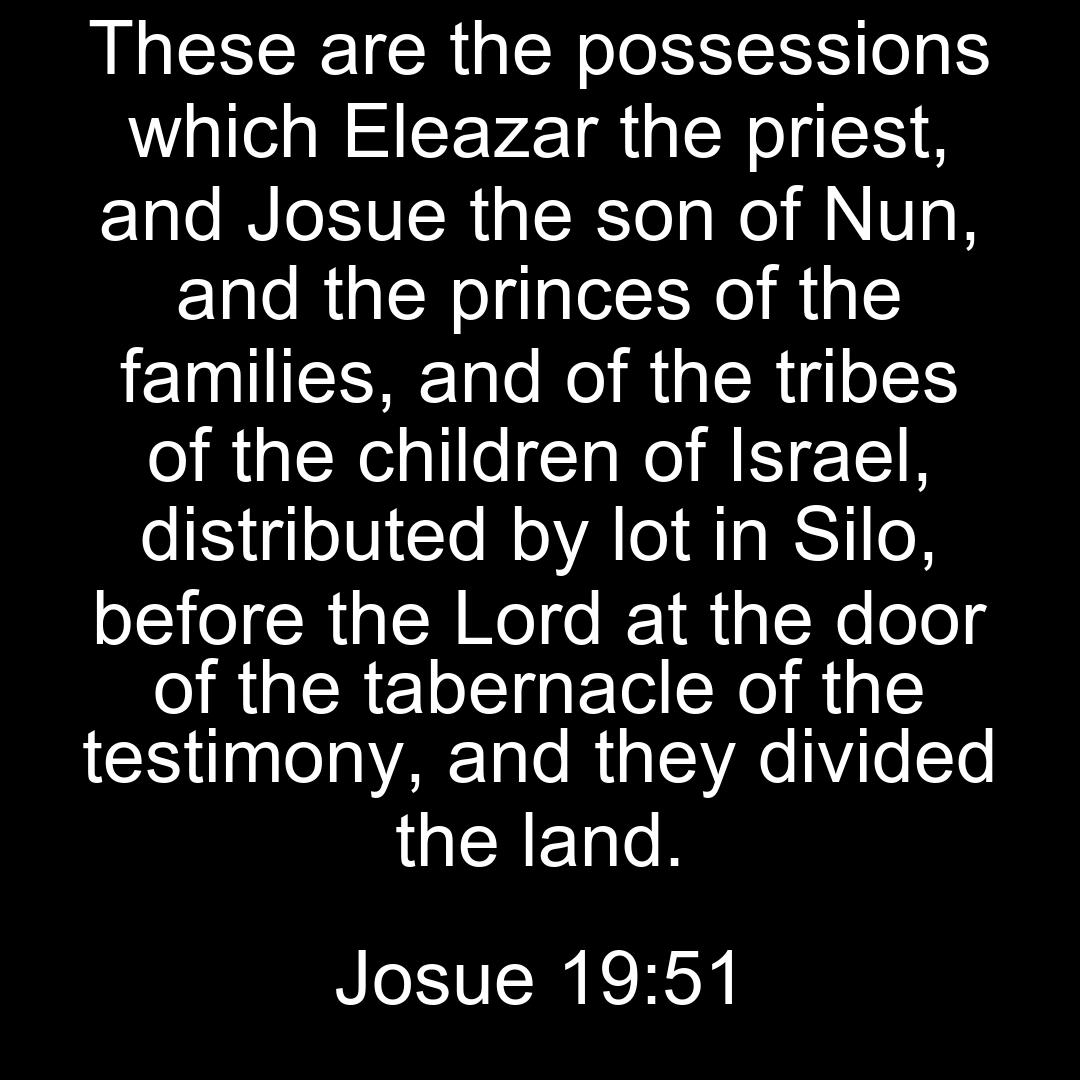 These are the possessions
which Eleazar the priest,
and Josue the son of Nun,
and the princes of the
families, and of the tribes
of the children of Israel,
distributed by lot in Silo,
before the Lord at the door
of the tabernacle of the
testimony, and they divided
the land.
Josue 19:51